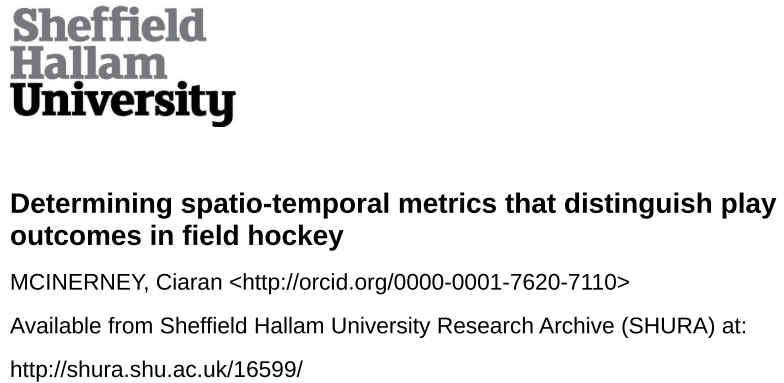 Sheffield
Hallam
University
Determining spatio-temporal metrics that distinguish play
outcomes in field hockey
MCINERNEY, Ciaran <http://orcid.org/0000-0001-7620-7110>
Available from Sheffield Hallam University Research Archive (SHURA) at:
http://shura.shu.ac.uk/16599/